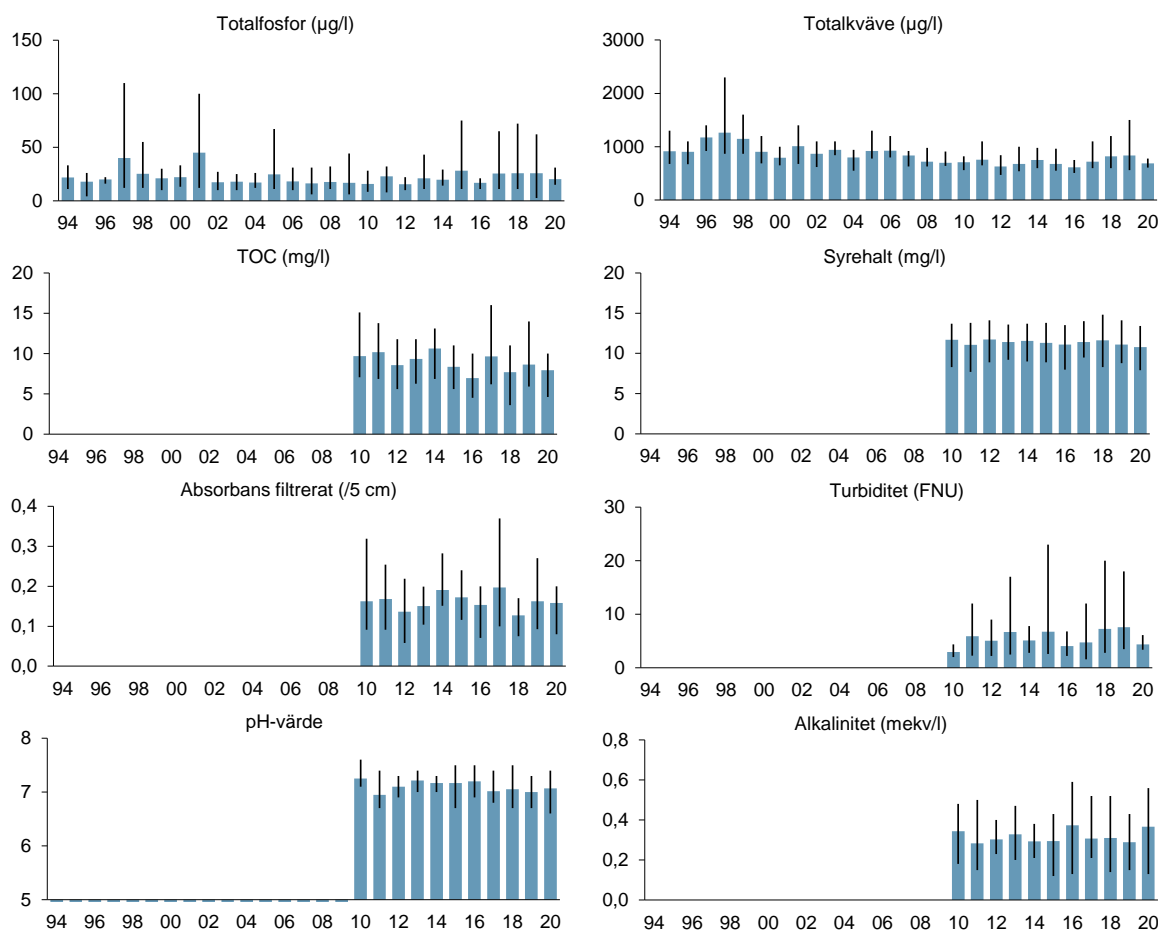 Totalfosfor (µg/l)
150
100
50
0
94 96 98 00 02 04 06 08 10 12 14 16 18 20
Totalkväve (µg/l)
3000
2000
1000
0
94 96 98 00 02 04 06 08 10 12 14 16 18 20
TOC (mg/l)
20
15
10
5
0
94 96 98 00 02 04 06 08 10 12 14 16 18 20
Syrehalt (mg/l)
20
15
10
5
0
94 96 98 00 02 04 06 08 10 12 14 16 18 20
Absorbans filtrerat (/5 cm)
0,4
0,3
0,2
0,1
0,0
94 96 98 00 02 04 06 08 10 12 14 16 18 20
Turbiditet (FNU)
30
20
10
0
94 96 98 00 02 04 06 08 10 12 14 16 18 20
pH-värde
8
7
6
5
94 96 98 00 02 04 06 08 10 12 14 16 18 20
Alkalinitet (mekv/l)
0,8
0,6
0,4
0,2
0,0
94 96 98 00 02 04 06 08 10 12 14 16 18 20